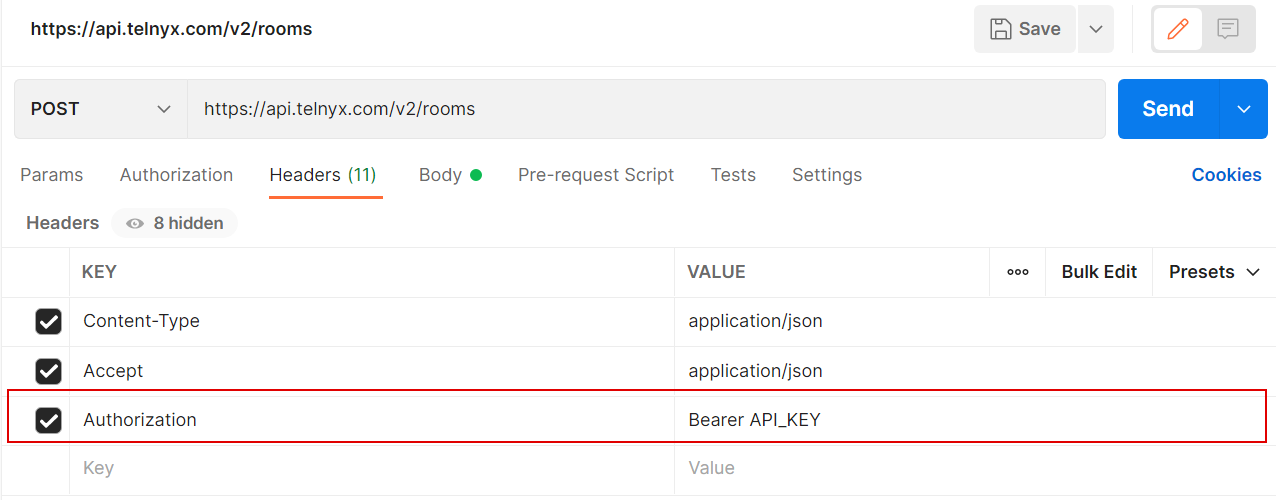 https://api.telnyx.com/v2/rooms Save
POST https://api.telnyx.com/v2/rooms Send
Params Authorization Headers (11) Body Pre-request Script Tests Settings Cookies
Headers 8 hidden
KEY VALUE Bulk Edit Presets
Content-Type application/json
Accept application/json
Authorization Bearer API_KEY
Key Value